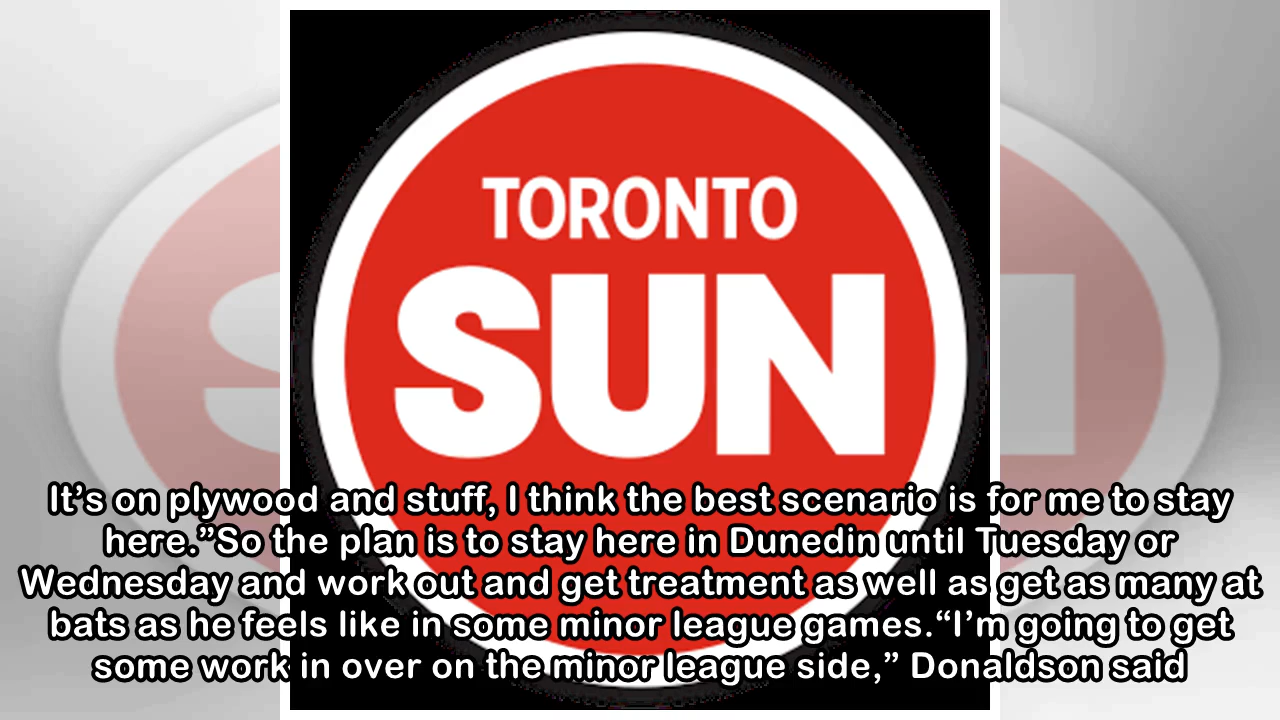 TORONTO
SUN
It’s on plywood and stuff, I think the best scenario is for me to stay
here.”So the plan is to stay here in Dunedin until Tuesday or
Wednesday and work out and get treatment as well as get as many at
bats as he feels like in some minor league games.“I’m going to get
some work in over on the minor league side,” Donaldson said